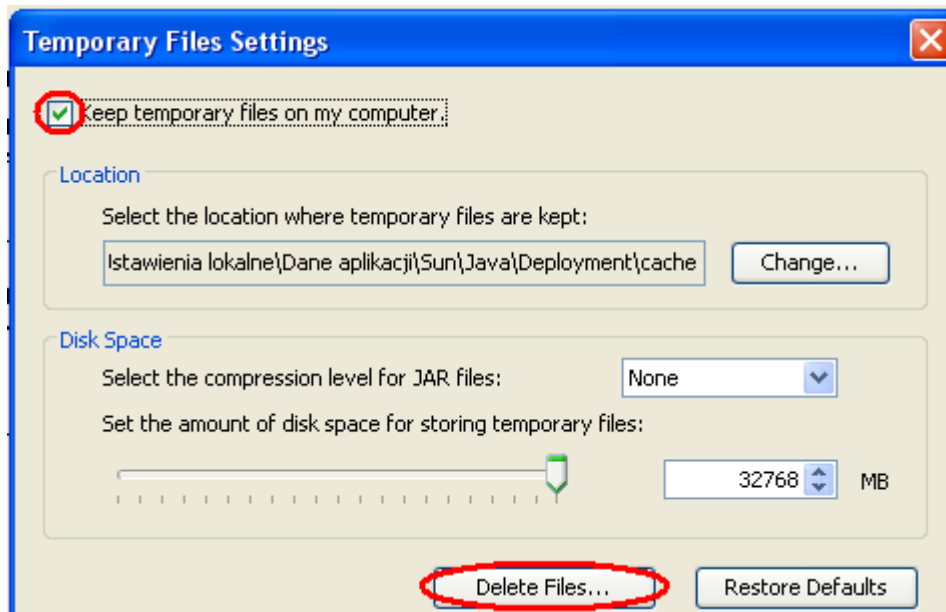 Temporary Files Settings
Keep temporary files on my computer.
Location
Select the location where temporary files are kept:
Istawienia lokalne\Dane aplikacji\Sun\Java\Deployment\cache
Change...
Disk Space
Select the compression level for JAR files:
None
Set the amount of disk space for storing temporary files:
32768 MB
Delete Files...
Restore Defaults